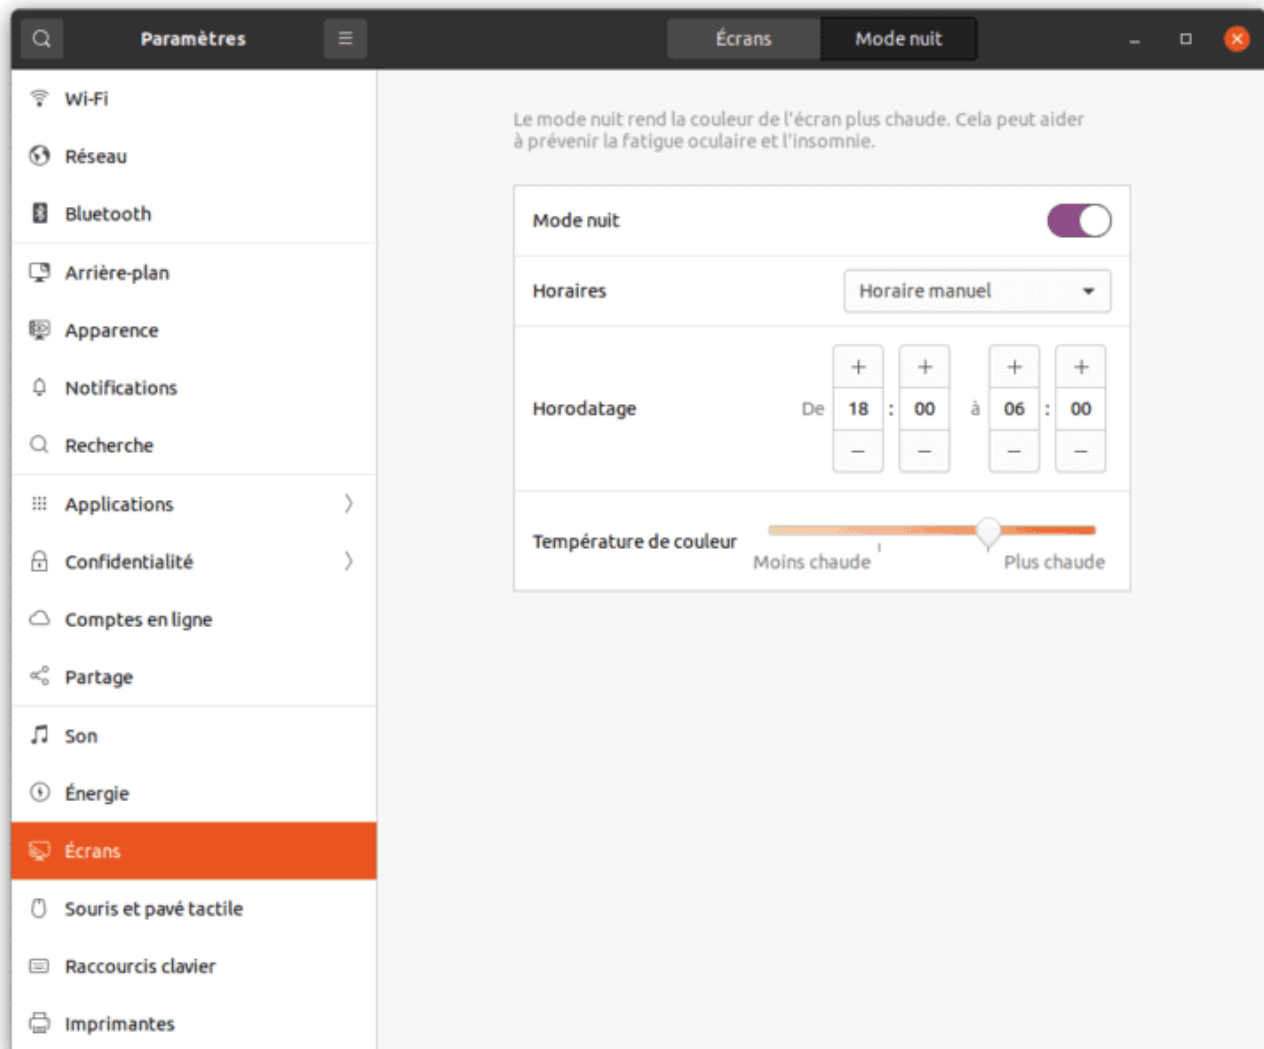 Paramètres
Écrans
Mode nuit
Wi-Fi
Réseau
Bluetooth
Arrière-plan
Apparence
Notifications
Recherche
Applications
Confidentialité
Comptes en ligne
Partage
Son
Énergie
Écrans
Souris et pavé tactile
Raccourcis clavier
Imprimantes
Le mode nuit rend la couleur de l'écran plus chaude. Cela peut aider
à prévenir la fatigue oculaire et l'insomnie.
Mode nuit
Horaires Horaire manuel
+ + + +
Horodatage De 18 : 00 à 06 : 00
− − − −
Température de couleur
Moins chaude Plus chaude